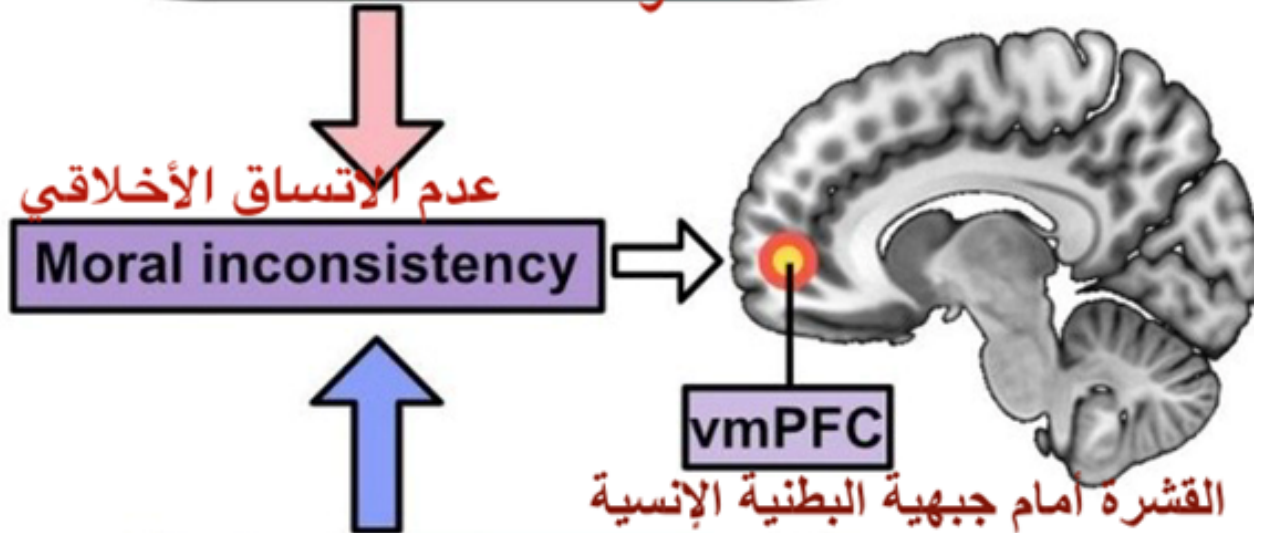 عدم الاتساق الأخلاقي
Moral inconsistency
vmPFC
القشرة أمام جبهية البطنية الإنسية